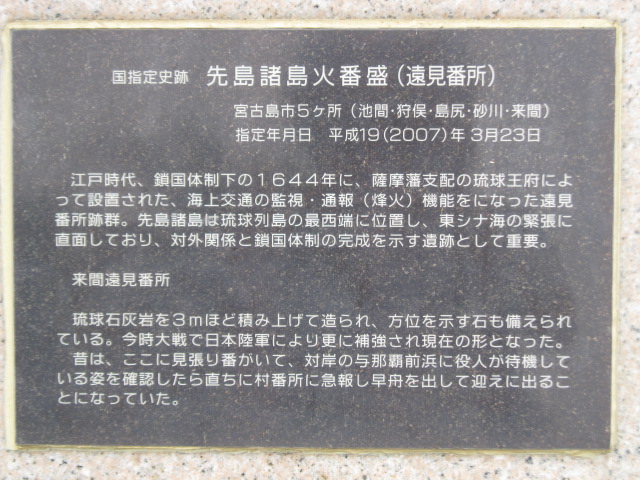 国指定史跡 先島諸島火番盛(遠見番所)
宮古島市5ヶ所(池間・狩俣・島尻・砂川・来間)
指定年月日 平成19(2007)年3月23日
江戸時代、鎖国体制下の1644年に、薩摩藩支配の琉球王府によ
って設置された、海上交通の監視・通報(烽火)機能をになった遠見
番所跡群。先島諸島は琉球列島の最西端に位置し、東シナ海の緊張に
直面しており、対外関係と鎖国体制の完成を示す遺跡として重要。
来間遠見番所
琉球石灰岩を3mほど積み上げて造られ、方位を示す石も備えられ
ている。今時大戦で日本陸軍により更に補強され現在の形となった。
昔は、ここに見張り番がいて、対岸の与那覇前浜に役人が待機して
いる姿を確認したら直ちに村番所に急報し早舟を出して迎えに出るこ
とになっていた。